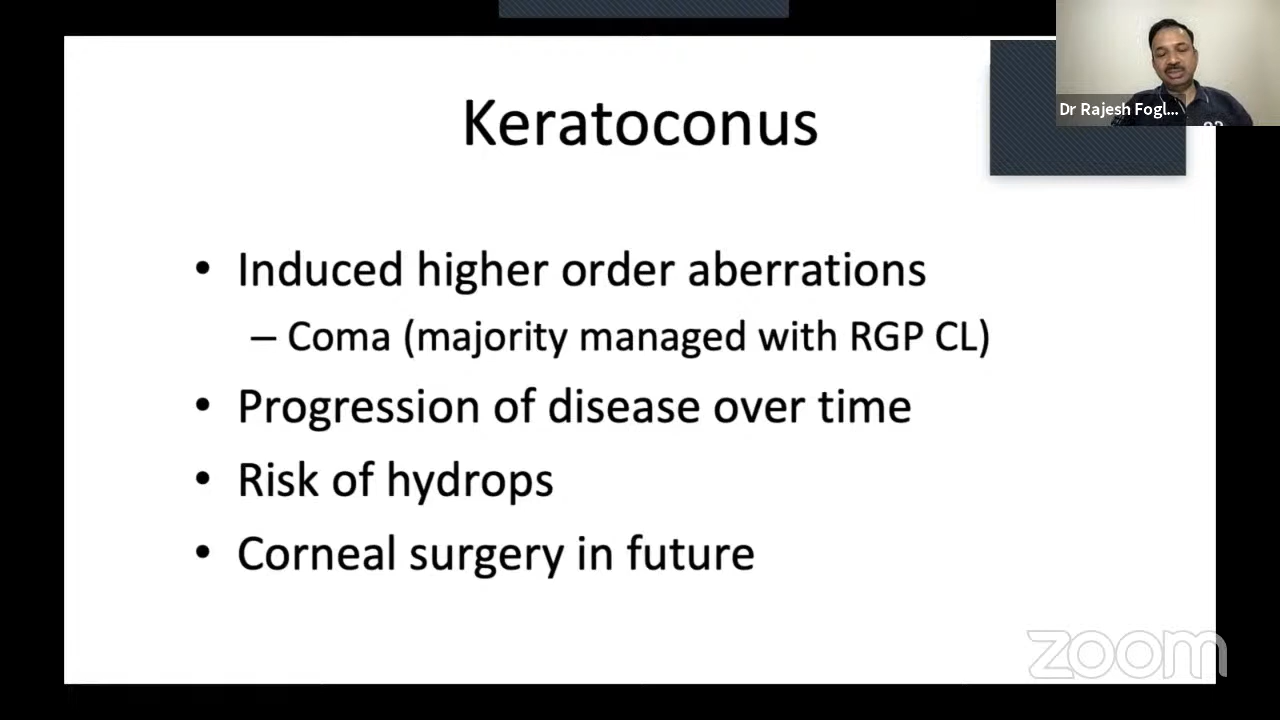 Dr Rajesh Fogl...
Keratoconus
• Induced higher order aberrations
– Coma (majority managed with RGP CL)
• Progression of disease over time
• Risk of hydrops
• Corneal surgery in future
zoom